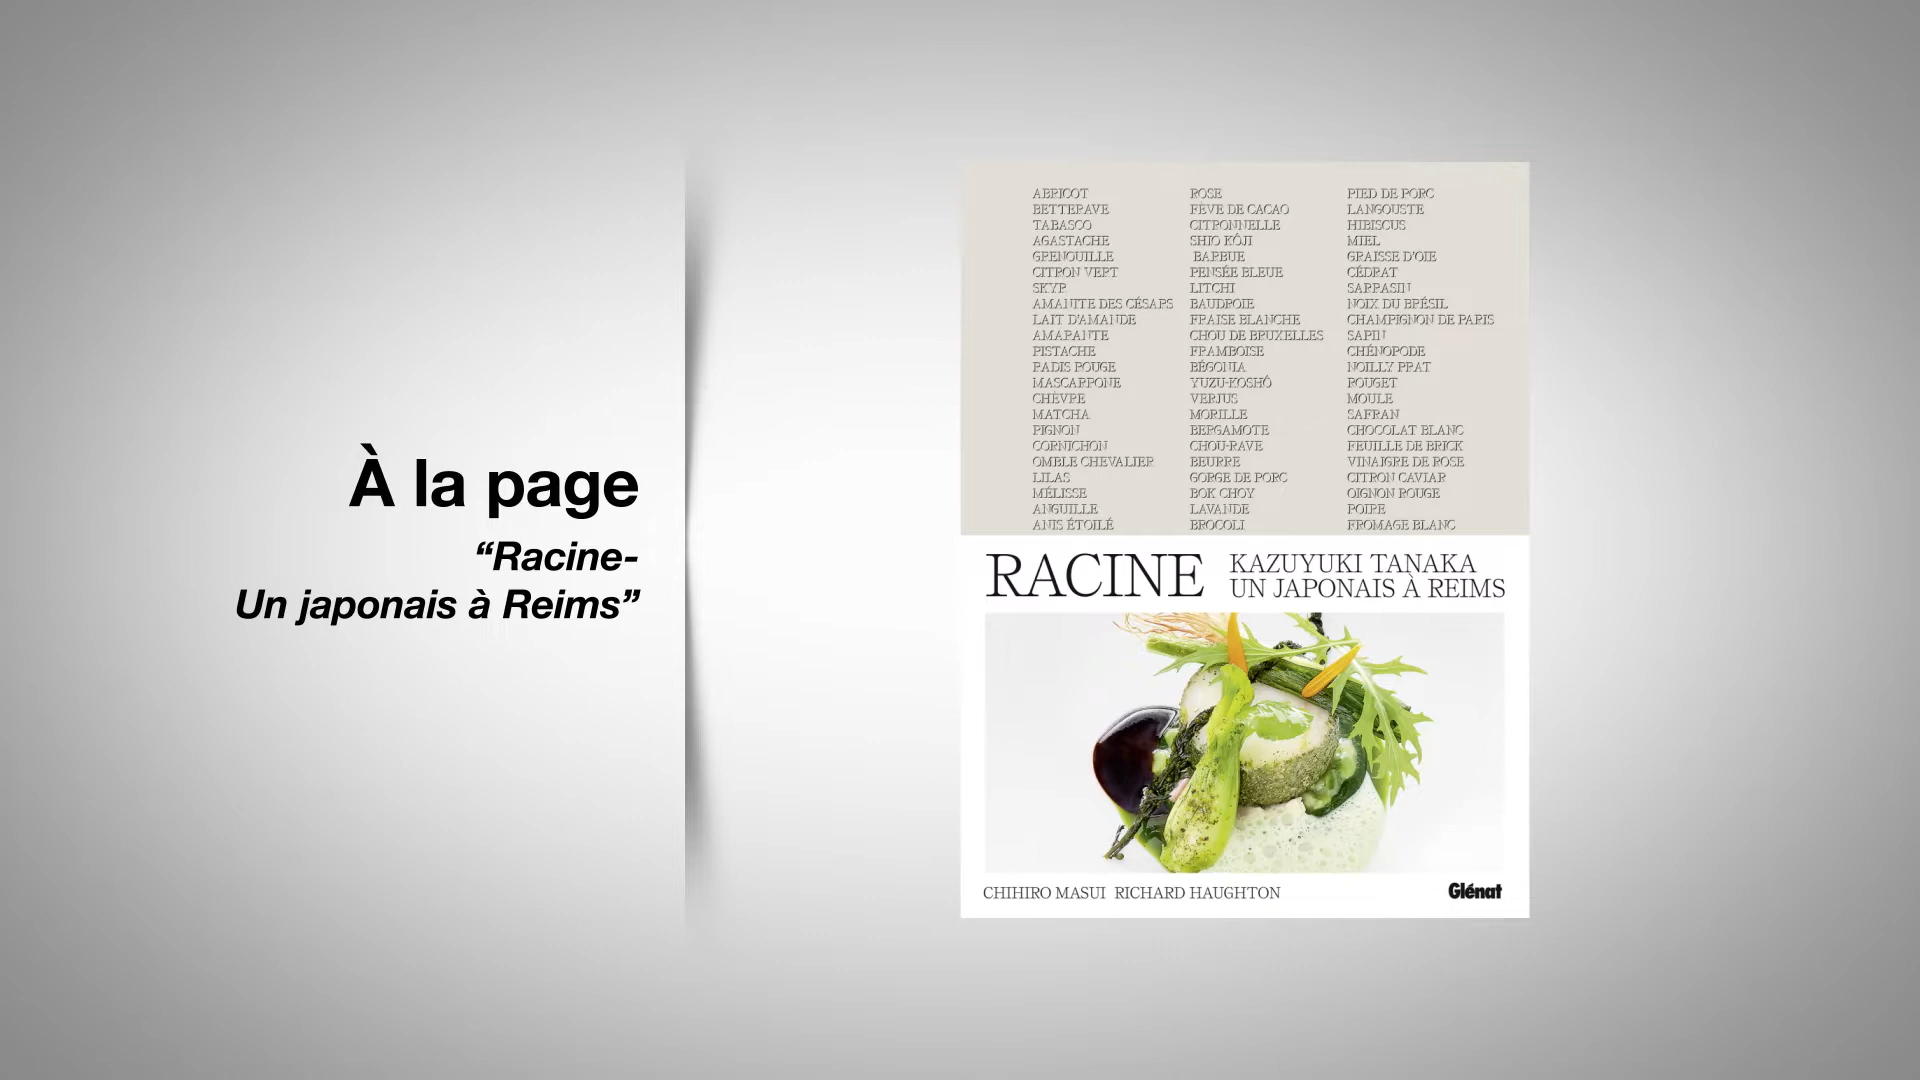 À la page
“Racine-
Un japonais à Reims”
ABRICOT
BETTERAVE
TABASCO
AGASTACHE
GRENOUILLE
CITRON VERT
SKYR
AMANITE DES CÉSARS
LAIT D'AMANDE
AMARANTE
PISTACHE
RADIS ROUGE
MASCARPONE
CHÈVRE
MATCHA
PIGNON
CORNICHON
OMBLE CHEVALIER
LILAS
MÉLISSE
ANGUILLE
ANIS ÉTOILÉ
ROSE
FÈVE DE CACAO
CITRONNELLE
SHIO KÔJI
BARBUE
PENSÉE BLEUE
LITCHI
BAUDROIE
FRAISE BLANCHE
CHOU DE BRUXELLES
FRAMBOISE
BÉGONIA
YUZU-KOSHÔ
VERJUS
MORILLE
BERGAMOTE
CHOU-RAVE
BEURRE
GORGE DE PORC
BOK CHOY
LAVANDE
BROCOLI
PIED DE PORC
LANGOUSTE
HIBISCUS
MIEL
GRAISSE D'OIE
CÉDRAT
SARRASIN
NOIX DU BRÉSIL
CHAMPIGNON DE PARIS
SAPIN
CHÉNOPODE
NOILLY PRAT
ROUGET
MOULE
SAFRAN
CHOCOLAT BLANC
FEUILLE DE BRICK
VINAIGRE DE ROSE
CITRON CAVIAR
OIGNON ROUGE
POIRE
FROMAGE BLANC
RACINE
KAZUYUKI TANAKA
UN JAPONAIS À REIMS
CHIHIRO MASUI RICHARD HAUGHTON
Glénat